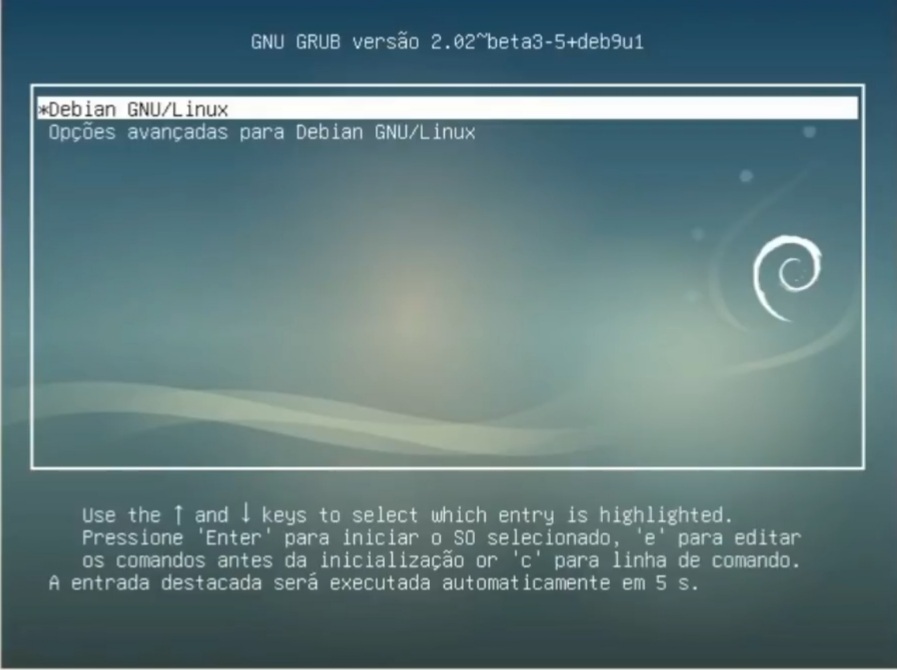 GNU GRUB versão 2.02~beta3-5+deb9u1
*Debian GNU/Linux
Opções avançadas para Debian GNU/Linux
Use the ↑ and ↓ keys to select which entry is highlighted.
Pressione 'Enter' para iniciar o SO selecionado, 'e' para editar
os comandos antes da inicialização or 'c' para linha de comando.
A entrada destacada será executada automaticamente em 5 s.